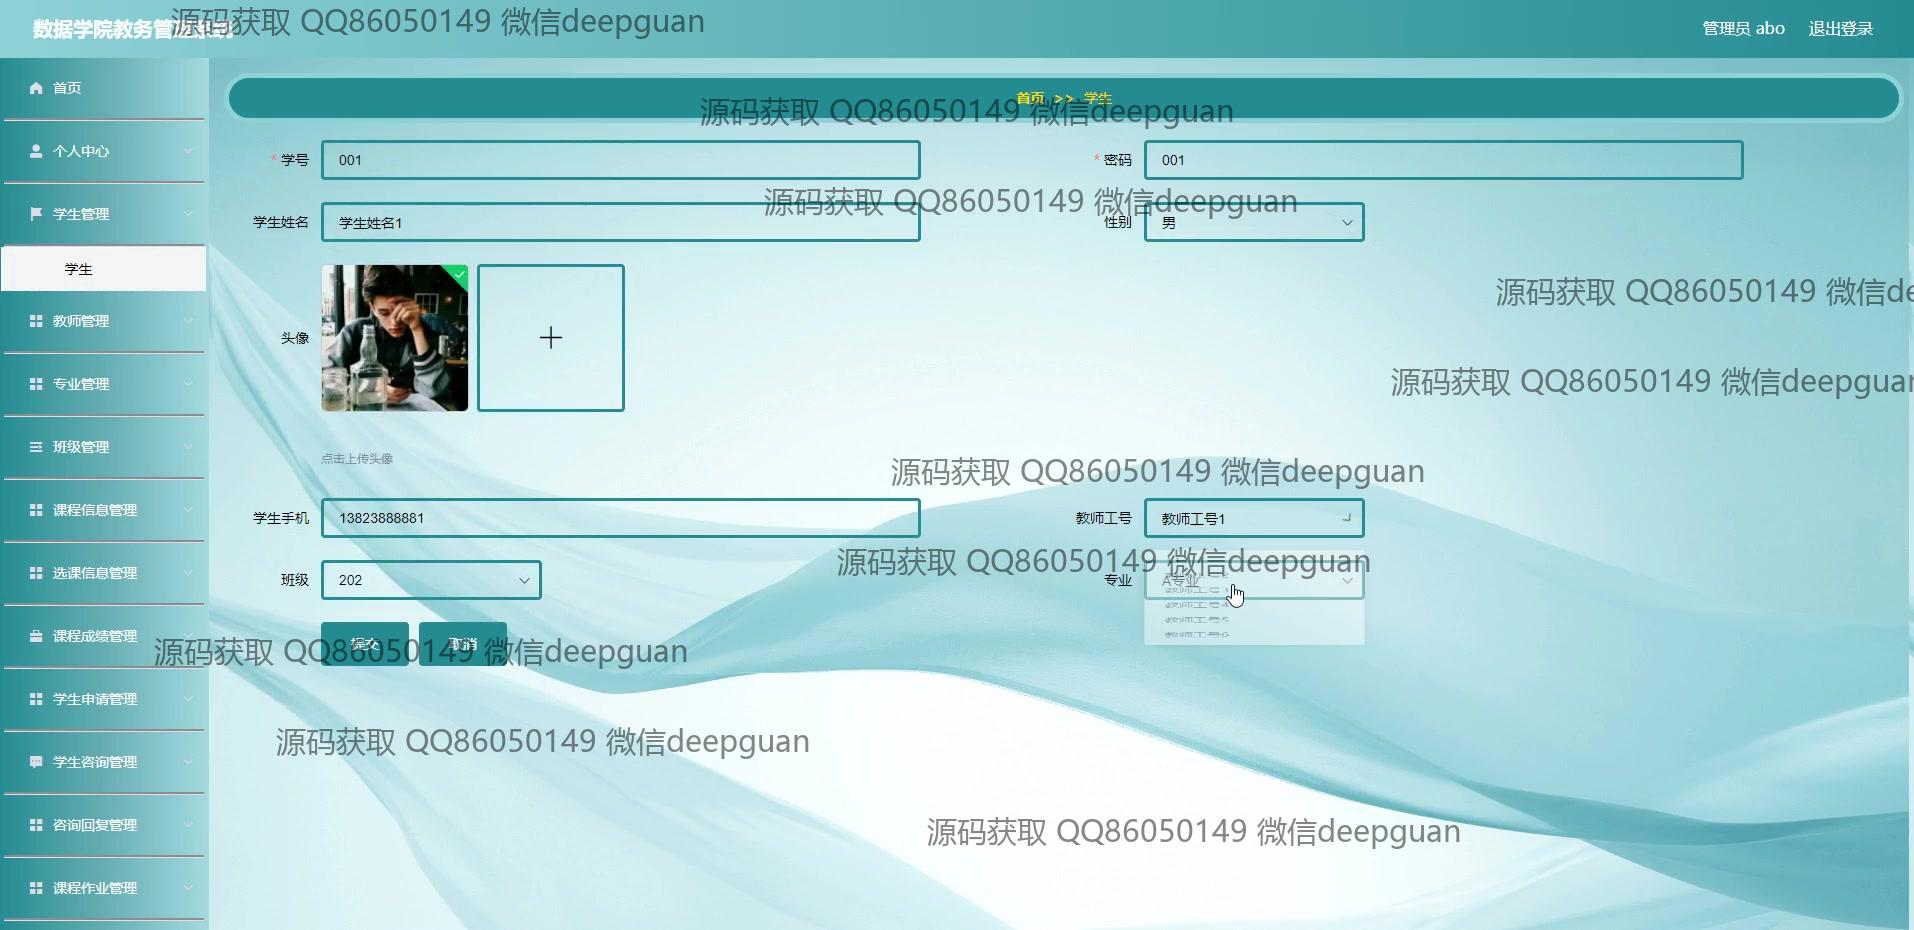 数据学院教务管理系统
源码获取 QQ86050149 微信deepguan
管理员 abo
退出登录
首页
个人中心
学生管理
学生
教师管理
专业管理
班级管理
课程信息管理
选课信息管理
课程成绩管理
学生申请管理
学生咨询管理
咨询回复管理
课程作业管理
首页 >> 学生
源码获取 QQ86050149 微信deepguan
* 学号 001
* 密码 001
源码获取 QQ86050149 微信deepguan
学生姓名 学生姓名1
性别 男
源码获取 QQ86050149 微信de
头像
源码获取 QQ86050149 微信deepguan
点击上传头像
源码获取 QQ86050149 微信deepguan
学生手机 13823888881
教师工号 教师工号1
源码获取 QQ86050149 微信deepguan
班级 202
专业 A专业
教师工号4
教师工号5
教师工号6
提交
取消
源码获取 QQ86050149 微信deepguan
源码获取 QQ86050149 微信deepguan
源码获取 QQ86050149 微信deepguan